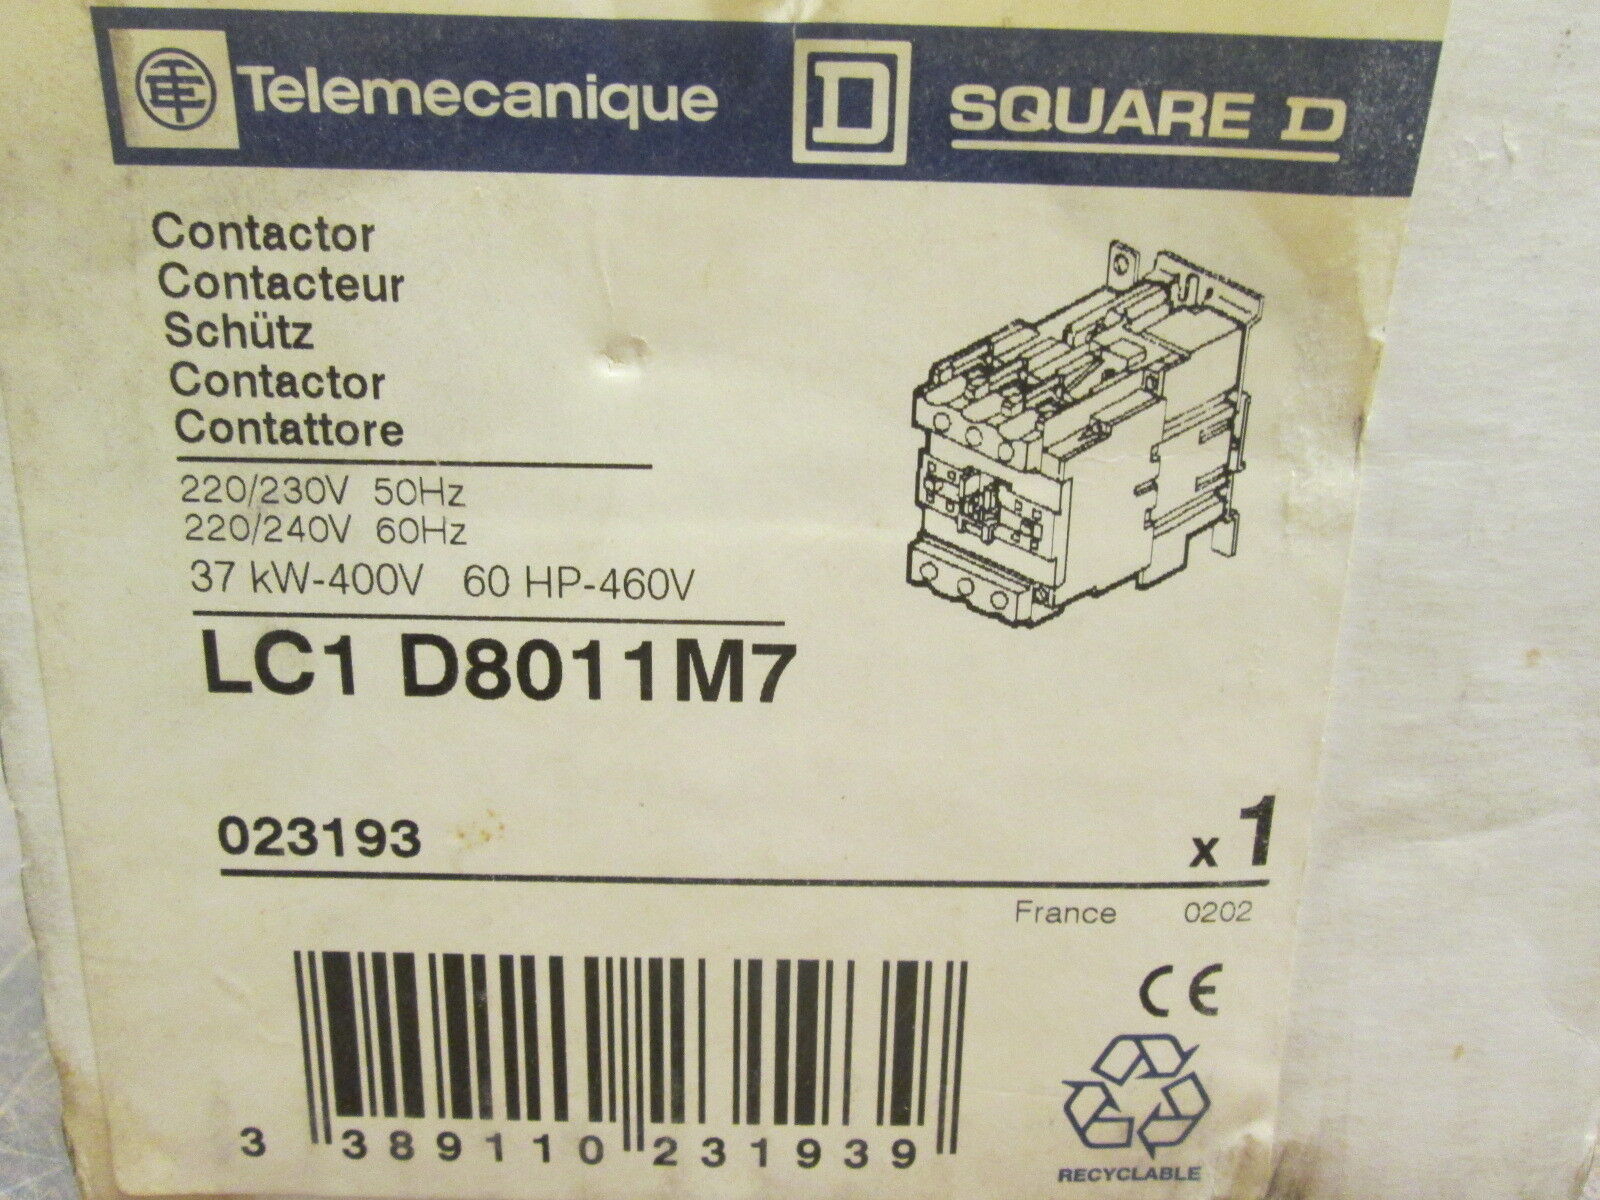 Telemecanique D SQUARE D
Contactor
Contacteur
Schütz
Contactor
Contattore
220/230V 50Hz
220/240V 60Hz
37 kW-400V 60 HP-460V
LC1 D8011M7
023193 x 1
France 0202
CE
3 389110 231939
RECYCLABLE